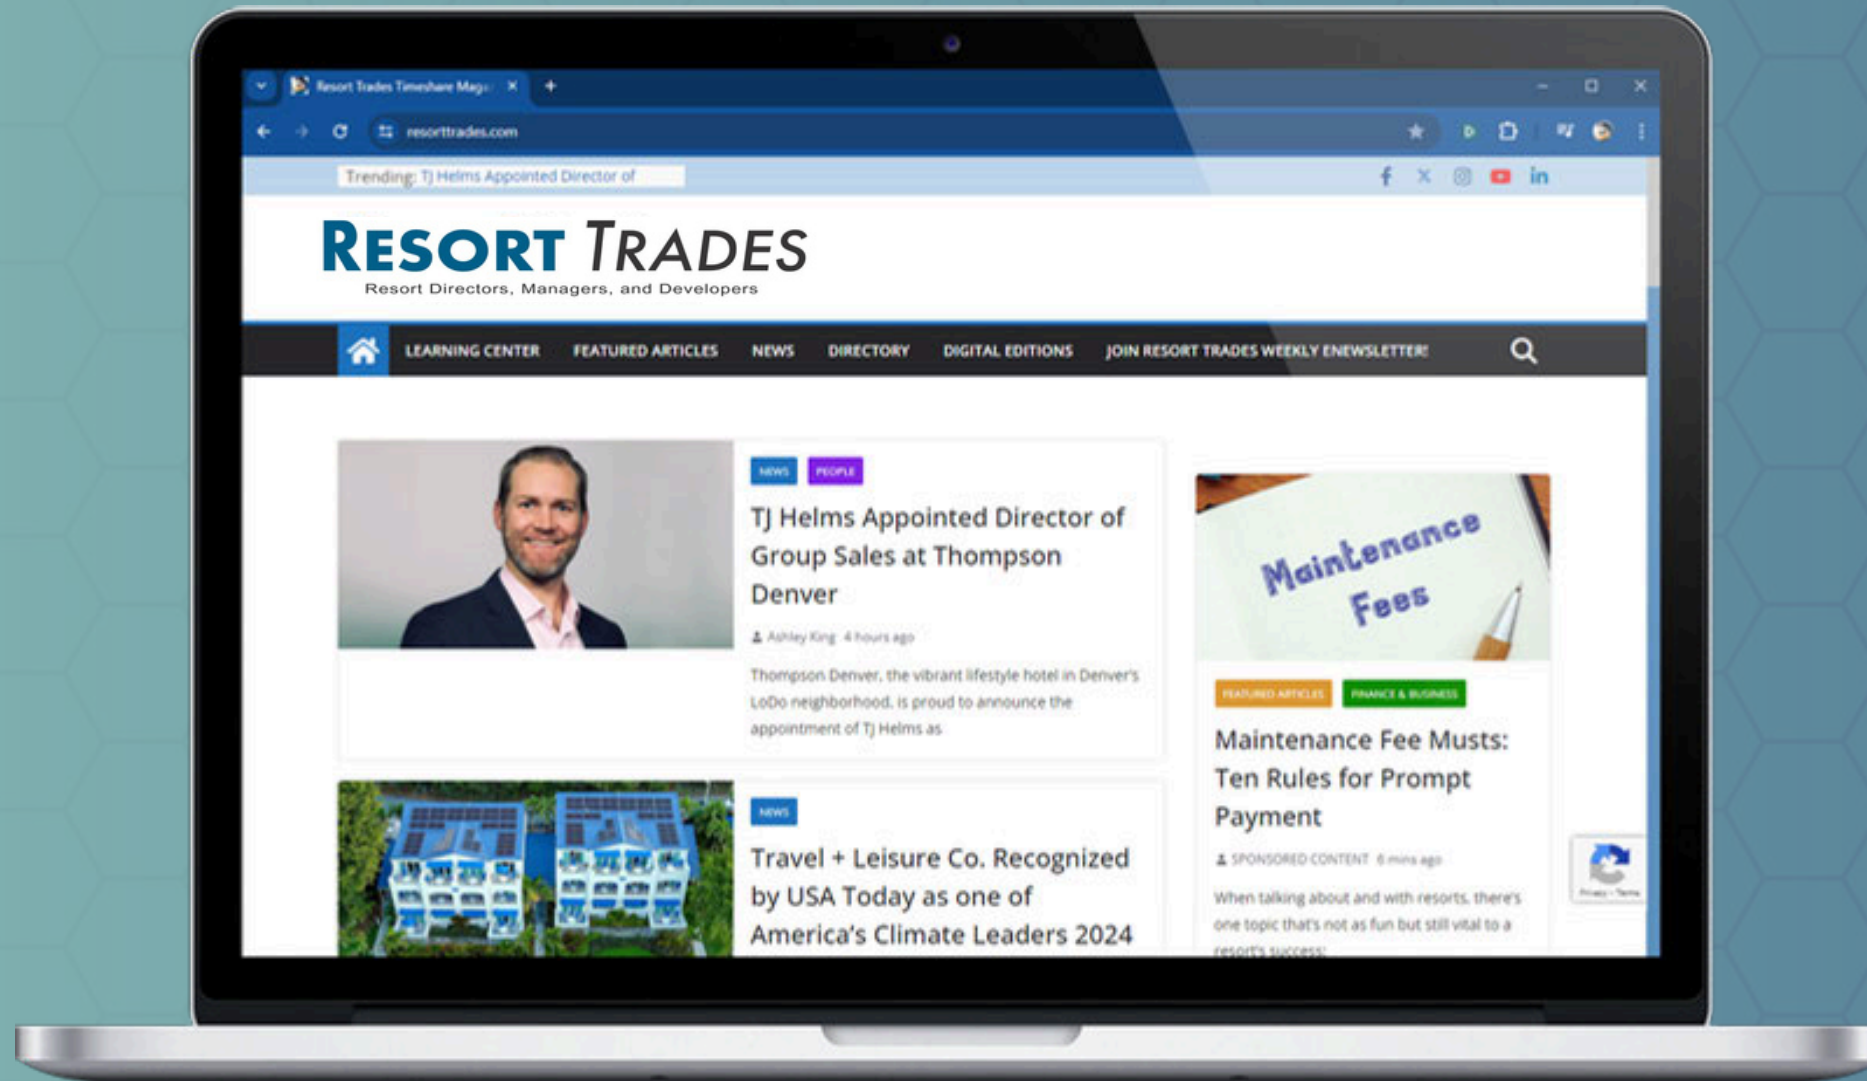 Resort Trades Timeshare Maga
resorttrades.com
Trending: TJ Helms Appointed Director of
RESORT TRADES
Resort Directors, Managers, and Developers
LEARNING CENTER FEATURED ARTICLES NEWS DIRECTORY DIGITAL EDITIONS JOIN RESORT TRADES WEEKLY ENEWSLETTER!
NEWS PEOPLE
TJ Helms Appointed Director of
Group Sales at Thompson
Denver
Ashley King 4 hours ago
Thompson Denver, the vibrant lifestyle hotel in Denver's
LoDo neighborhood, is proud to announce the
appointment of TJ Helms as
NEWS
Travel + Leisure Co. Recognized
by USA Today as one of
America's Climate Leaders 2024
Maintenance
Fees
FEATURED ARTICLES FINANCE & BUSINESS
Maintenance Fee Musts:
Ten Rules for Prompt
Payment
SPONSORED CONTENT 6 mins ago
When talking about and with resorts, there's
one topic that's not as fun but still vital to a
resort's success:
Privacy - Terms